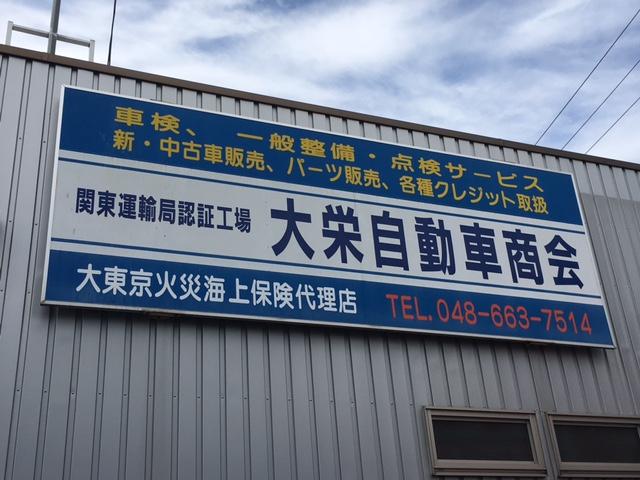 車検、一般整備・点検サービス
新・中古車販売、パーツ販売、各種クレジット取扱
関東運輸局認証工場 大栄自動車商会
大東京火災海上保険代理店 TEL.048-663-7514